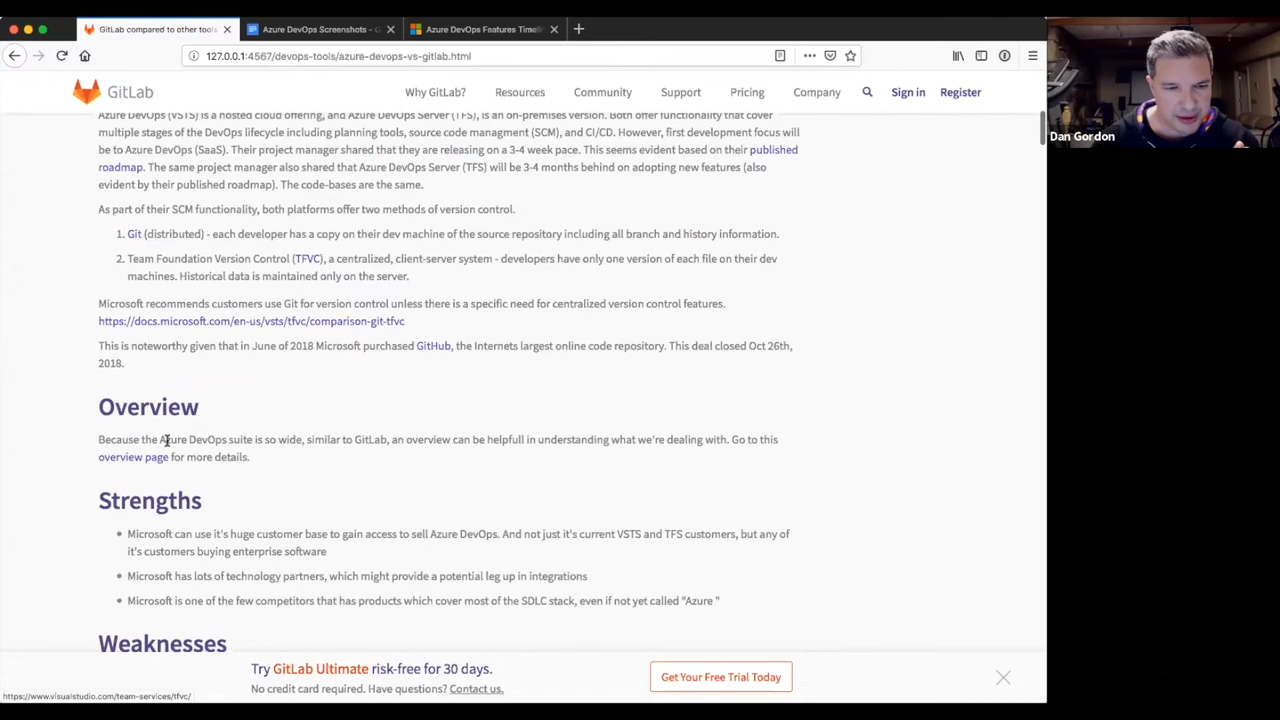 GitLab compared to other tools
Azure DevOps Screenshots - G
Azure DevOps Features Timeli
127.0.0.1:4567/devops-tools/azure-devops-vs-gitlab.html
GitLab
Why GitLab?
Resources
Community
Support
Pricing
Company
Sign in
Register
Dan Gordon
Azure DevOps (VSTS) is a hosted cloud offering, and Azure DevOps Server (TFS), is an on-premises version. Both offer functionality that cover
multiple stages of the DevOps lifecycle including planning tools, source code managment (SCM), and CI/CD. However, first development focus will
be to Azure DevOps (SaaS). Their project manager shared that they are releasing on a 3-4 week pace. This seems evident based on their published
roadmap. The same project manager also shared that Azure DevOps Server (TFS) will be 3-4 months behind on adopting new features (also
evident by their published roadmap). The code-bases are the same.
As part of their SCM functionality, both platforms offer two methods of version control.
1. Git (distributed) - each developer has a copy on their dev machine of the source repository including all branch and history information.
2. Team Foundation Version Control (TFVC), a centralized, client-server system - developers have only one version of each file on their dev
machines. Historical data is maintained only on the server.
Microsoft recommends customers use Git for version control unless there is a specific need for centralized version control features.
https://docs.microsoft.com/en-us/vsts/tfvc/comparison-git-tfvc
This is noteworthy given that in June of 2018 Microsoft purchased GitHub, the Internets largest online code repository. This deal closed Oct 26th,
2018.
Overview
Because the Azure DevOps suite is so wide, similar to GitLab, an overview can be helpfull in understanding what we're dealing with. Go to this
overview page for more details.
Strengths
• Microsoft can use it's huge customer base to gain access to sell Azure DevOps. And not just it's current VSTS and TFS customers, but any of
it's customers buying enterprise software
• Microsoft has lots of technology partners, which might provide a potential leg up in integrations
• Microsoft is one of the few competitors that has products which cover most of the SDLC stack, even if not yet called "Azure "
Weaknesses
Try GitLab Ultimate risk-free for 30 days.
No credit card required. Have questions? Contact us.
Get Your Free Trial Today
https://www.visualstudio.com/team-services/tfvc/